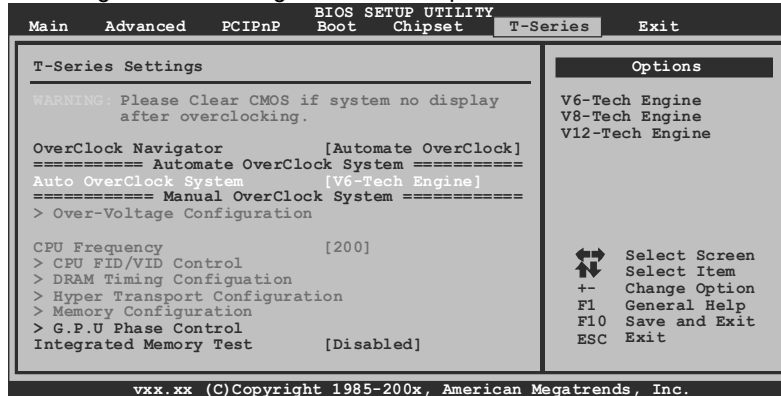 BIOS SETUP UTILITY
Main Advanced PCIPnP Boot Chipset T-Series Exit
T-Series Settings
WARNING: Please Clear CMOS if system no display
after overclocking.
OverClock Navigator [Automate OverClock]
=========== Automate OverClock System ===========
Auto OverClock System [V6-Tech Engine]
============ Manual OverClock System ============
> Over-Voltage Configuration
CPU Frequency [200]
> CPU FID/VID Control
> DRAM Timing Configuation
> Hyper Transport Configuration
> Memory Configuration
> G.P.U Phase Control
Integrated Memory Test [Disabled]
Options
V6-Tech Engine
V8-Tech Engine
V12-Tech Engine
Select Screen
Select Item
+- Change Option
F1 General Help
F10 Save and Exit
ESC Exit
vxx.xx (C)Copyright 1985-200x, American Megatrends, Inc.